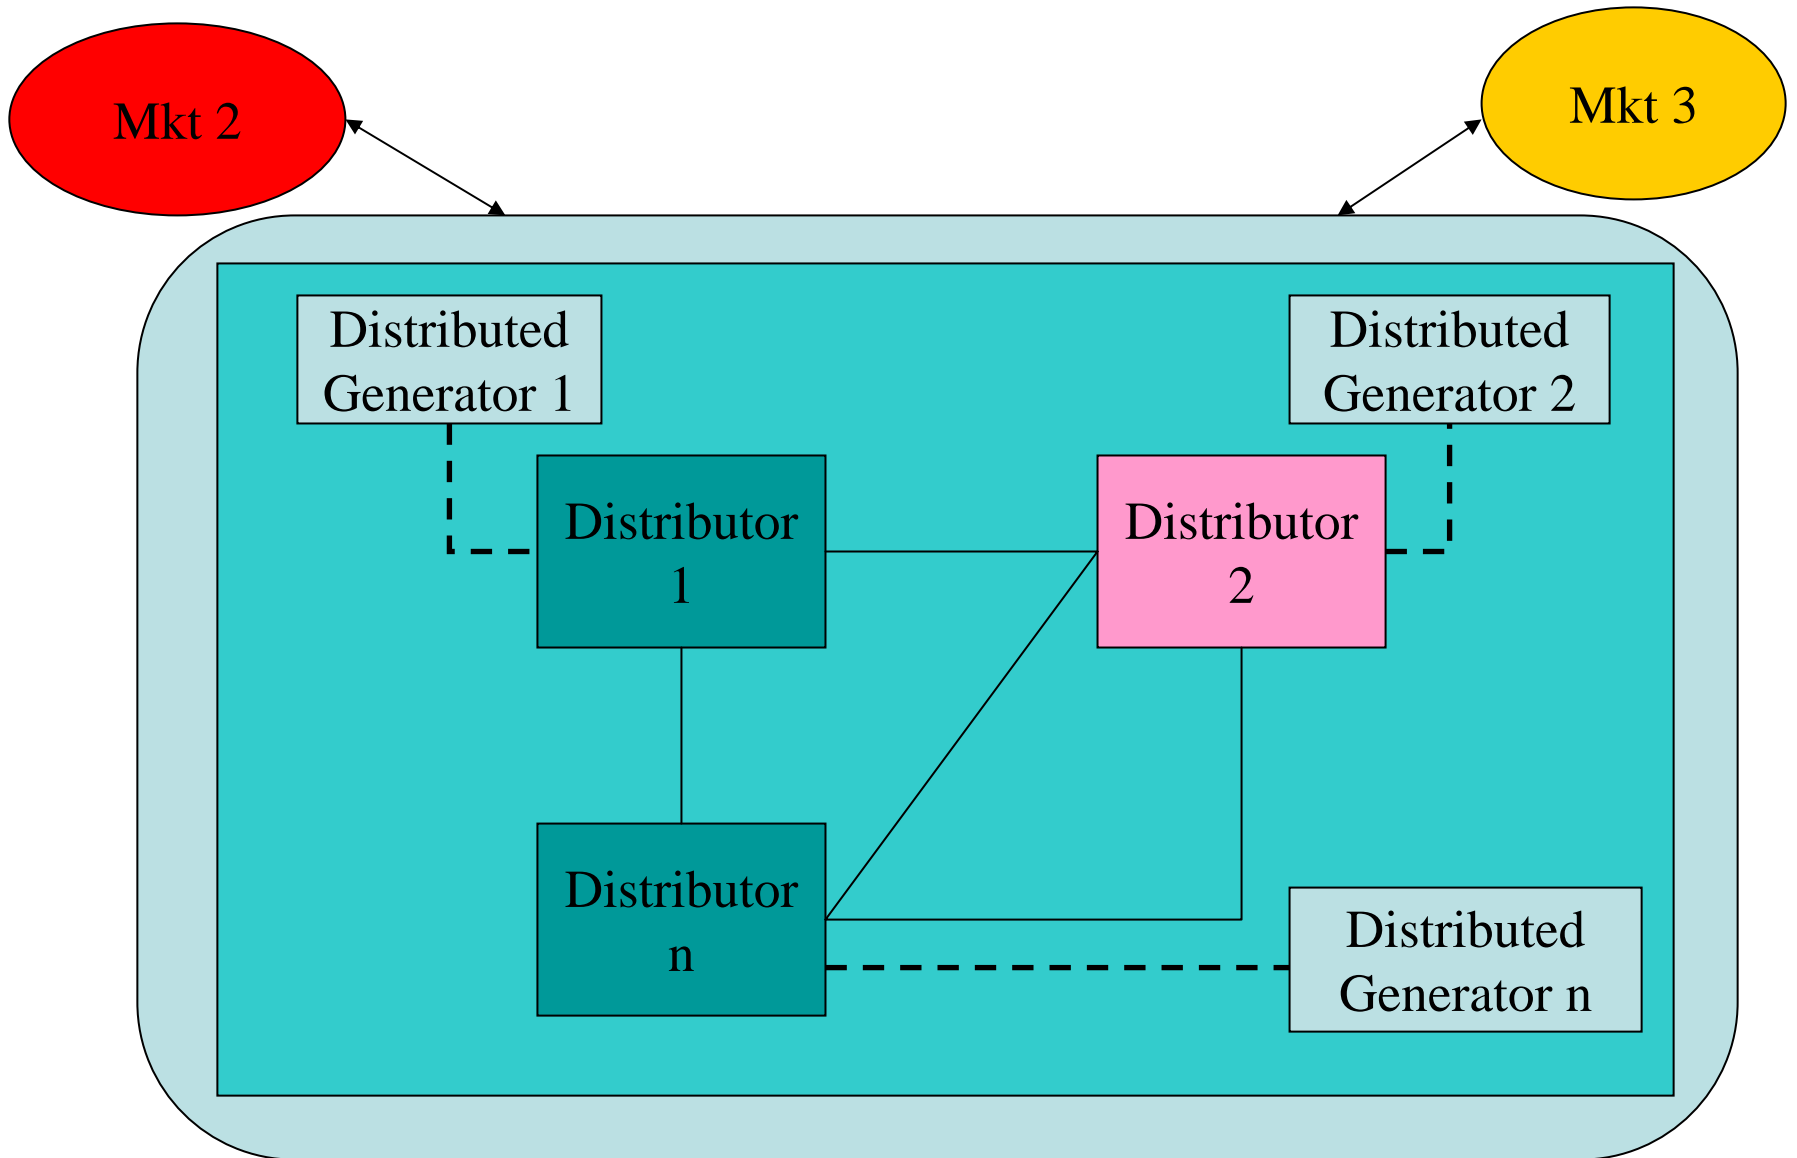 Mkt 2
Mkt 3
Distributed
Generator 1
Distributed
Generator 2
Distributor
1
Distributor
2
Distributor
n
Distributed
Generator n